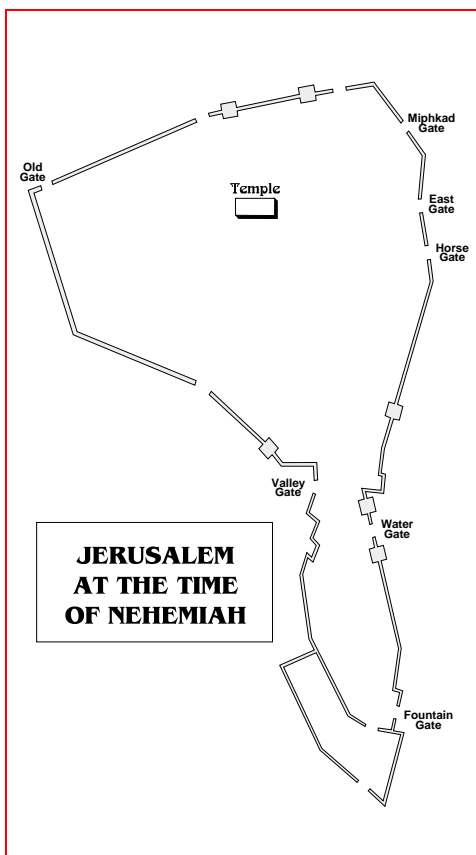 Miphkad
Gate
Old
Gate
Temple
East
Gate
Horse
Gate
Valley
Gate
Water
Gate
JERUSALEM
AT THE TIME
OF NEHEMIAH
Fountain
Gate